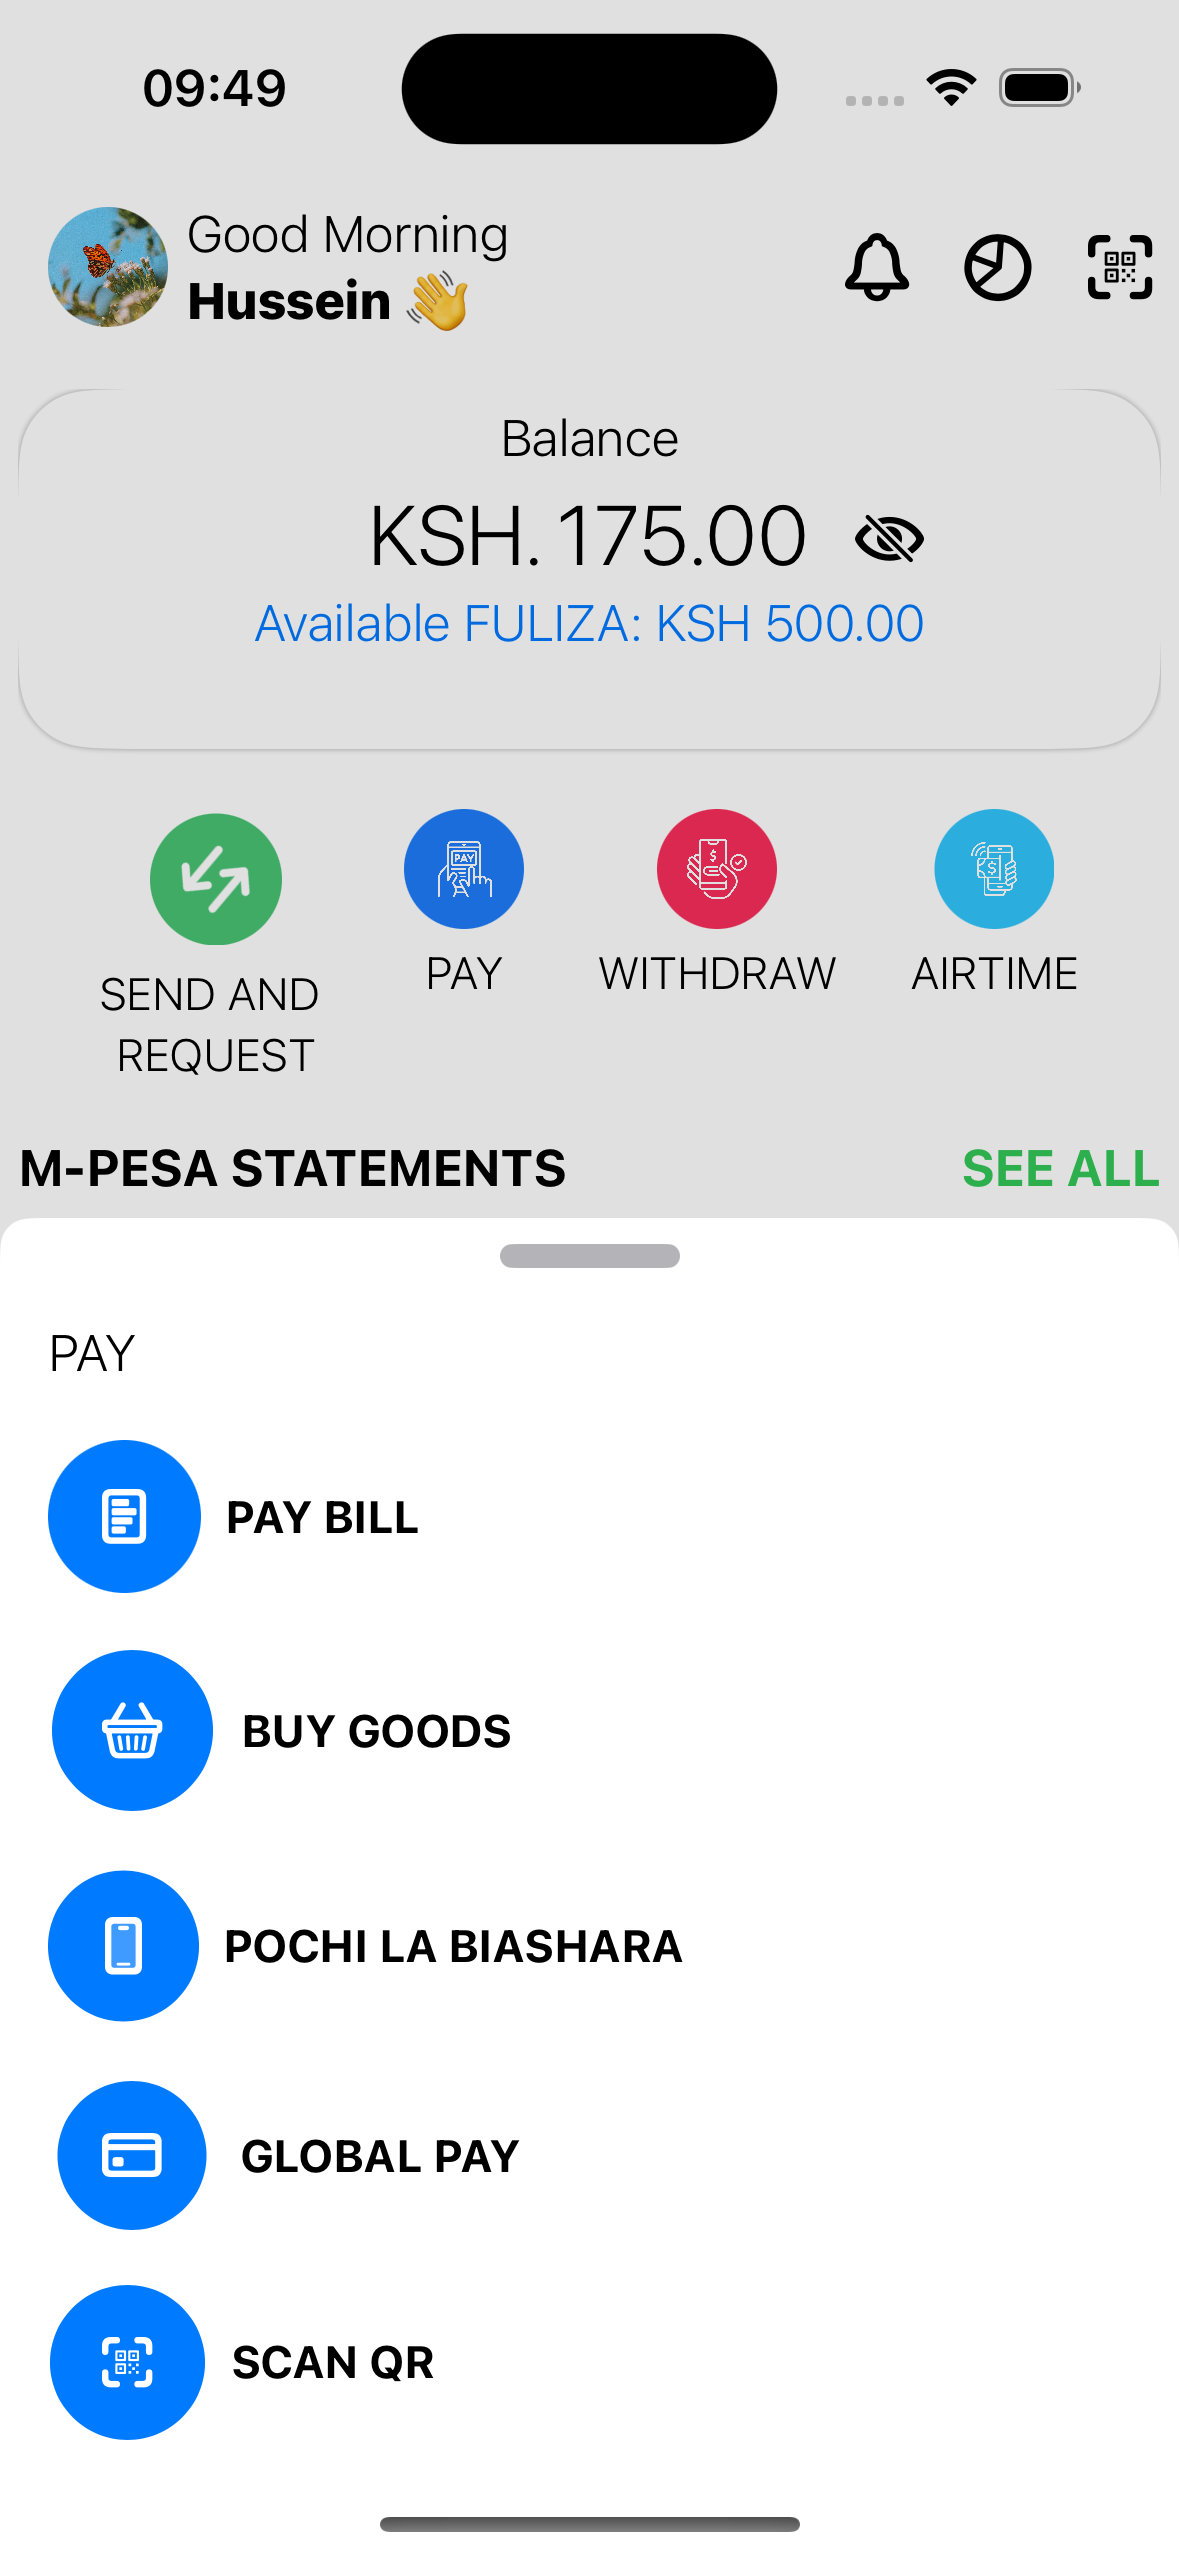 09:49
Good Morning
Hussein 👋
Balance
KSH. 175.00
Available FULIZA: KSH 500.00
PAY
$
$
SEND AND
REQUEST
PAY
WITHDRAW
AIRTIME
M-PESA STATEMENTS
SEE ALL
PAY
PAY BILL
BUY GOODS
POCHI LA BIASHARA
GLOBAL PAY
SCAN QR